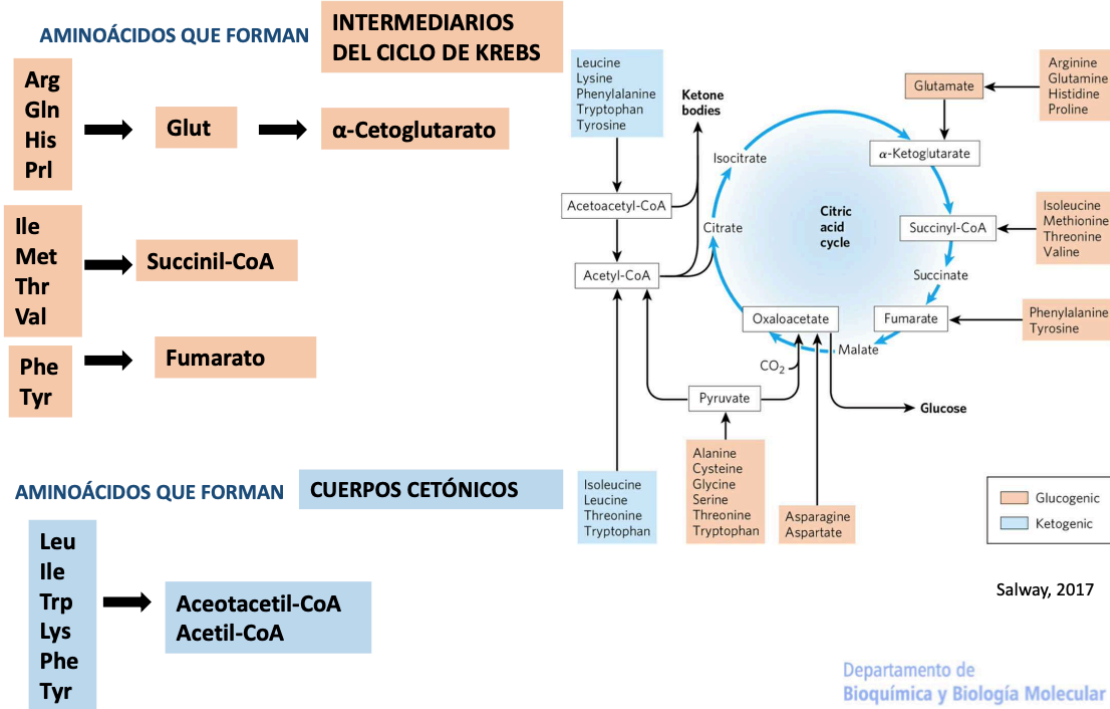 AMINOÁCIDOS QUE FORMAN
INTERMEDIARIOS
DEL CICLO DE KREBS
Arg
Gln
His
Prl
Glut
α-Cetoglutarato
Ile
Met
Thr
Val
Succinil-CoA
Phe
Tyr
Fumarato
AMINOÁCIDOS QUE FORMAN
CUERPOS CETÓNICOS
Leu
Ile
Trp
Lys
Phe
Tyr
Aceotacetil-CoA
Acetil-CoA
Leucine
Lysine
Phenylalanine
Tryptophan
Tyrosine
Ketone
bodies
Glutamate
Arginine
Glutamine
Histidine
Proline
Isocitrate
α-Ketoglutarate
Acetoacetyl-CoA
Citrate
Citric
acid
cycle
Succinyl-CoA
Isoleucine
Methionine
Threonine
Valine
Acetyl-CoA
Succinate
Oxaloacetate
Fumarate
Phenylalanine
Tyrosine
Malate
CO2
Pyruvate
Glucose
Isoleucine
Leucine
Threonine
Tryptophan
Alanine
Cysteine
Glycine
Serine
Threonine
Tryptophan
Asparagine
Aspartate
Glucogenic
Ketogenic
Salway, 2017
Departamento de
Bioquímica y Biología Molecular